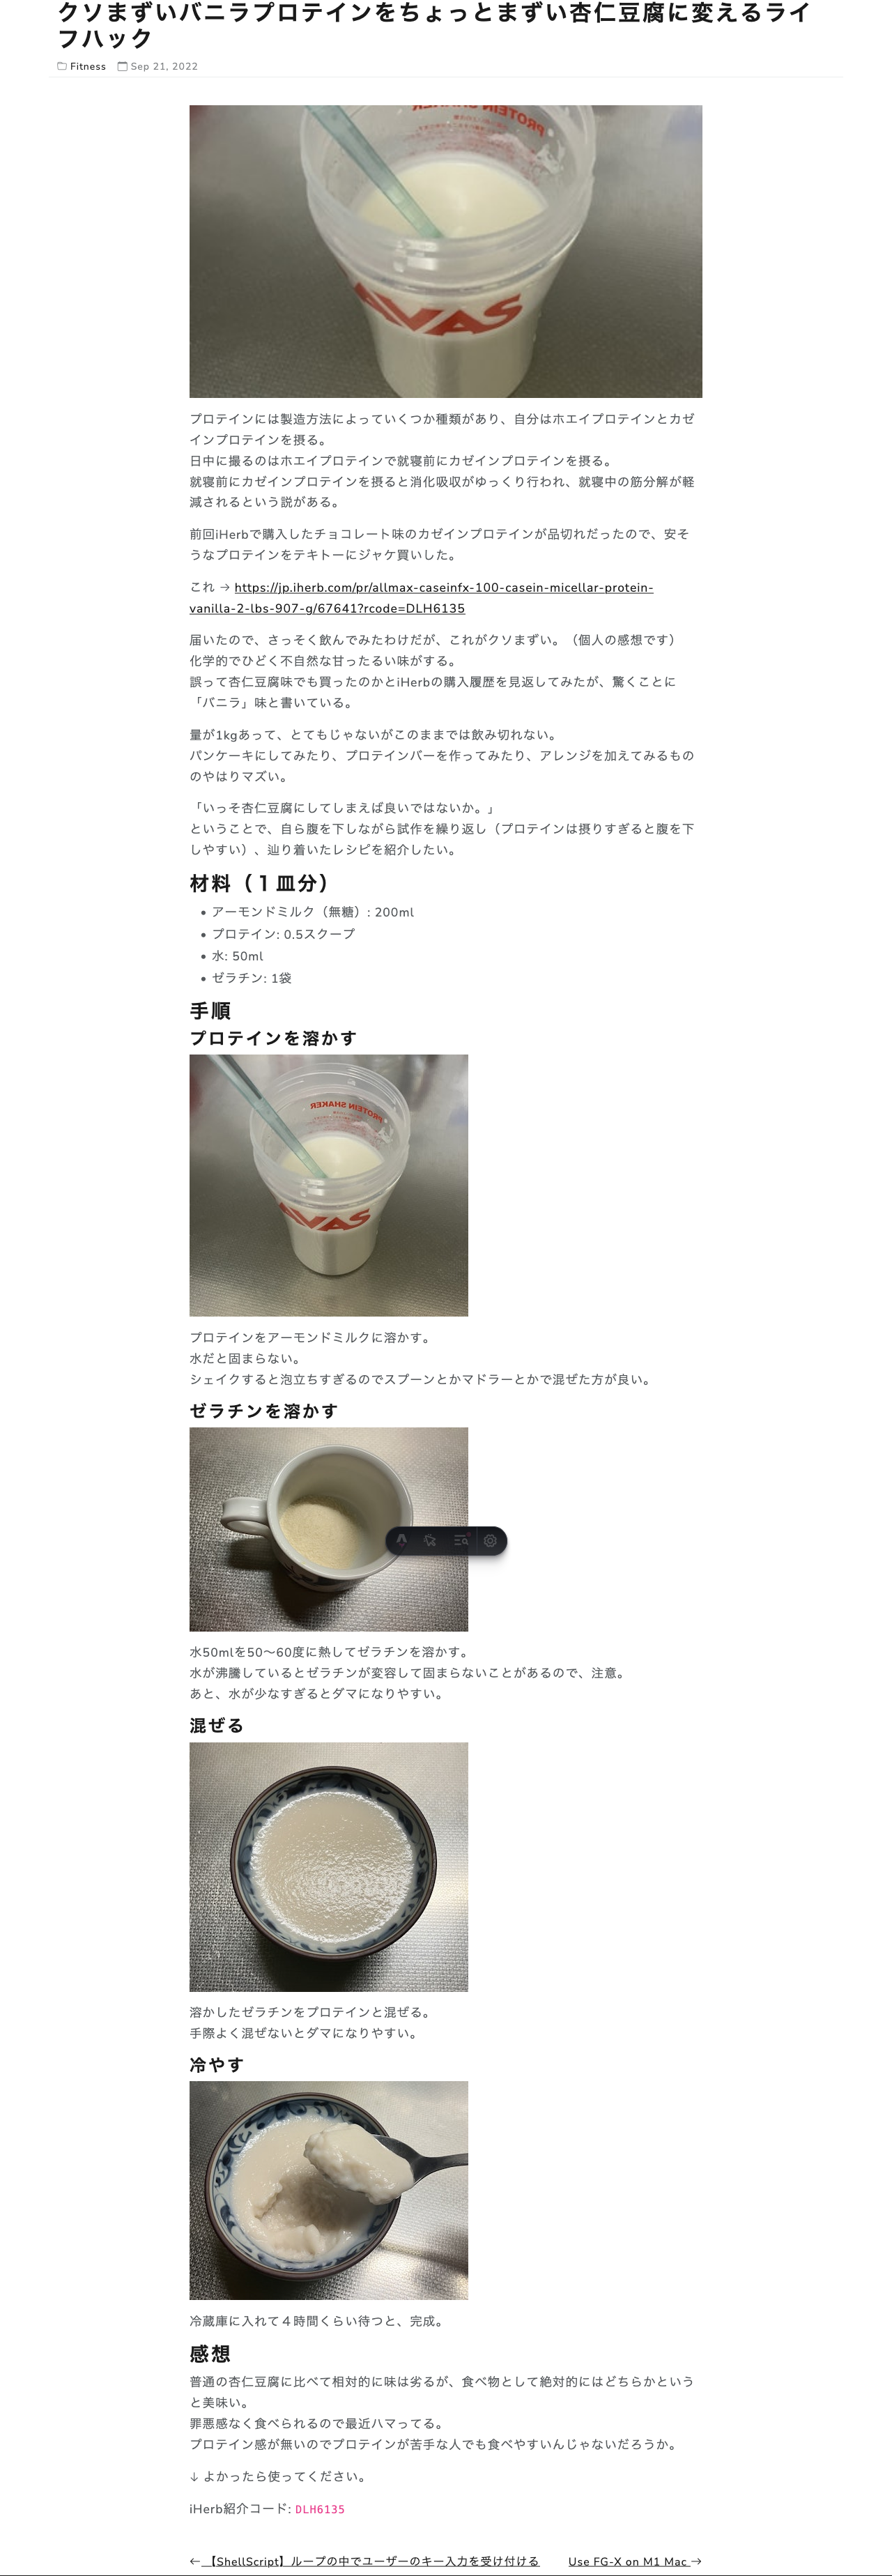 クソまずいバニラプロテインをちょっとまずい杏仁豆腐に変えるライ
フハック
Fitness Sep 21, 2022
PROTEIN SHAKER
AVAS
プロテインには製造方法によっていくつか種類があり、自分はホエイプロテインとカゼ
インプロテインを摂る。
日中に撮るのはホエイプロテインで就寝前にカゼインプロテインを摂る。
就寝前にカゼインプロテインを摂ると消化吸収がゆっくり行われ、就寝中の筋分解が軽
減されるという説がある。
前回iHerbで購入したチョコレート味のカゼインプロテインが品切れだったので、安そ
うなプロテインをテキトーにジャケ買いした。
これ → https://jp.iherb.com/pr/allmax-caseinfx-100-casein-micellar-protein-
vanilla-2-lbs-907-g/67641?rcode=DLH6135
届いたので、さっそく飲んでみたわけだが、これがクソまずい。（個人の感想です）
化学的でひどく不自然な甘ったるい味がする。
誤って杏仁豆腐味でも買ったのかとiHerbの購入履歴を見返してみたが、驚くことに
「バニラ」味と書いている。
量が1kgあって、とてもじゃないがこのままでは飲み切れない。
パンケーキにしてみたり、プロテインバーを作ってみたり、アレンジを加えてみるもの
のやはりマズい。
「いっそ杏仁豆腐にしてしまえば良いではないか。」
ということで、自ら腹を下しながら試作を繰り返し（プロテインは摂りすぎると腹を下
しやすい）、辿り着いたレシピを紹介したい。
材料（１皿分）
• アーモンドミルク（無糖）: 200ml
• プロテイン: 0.5スクープ
• 水: 50ml
• ゼラチン: 1袋
手順
プロテインを溶かす
PROTEIN SHAKER
AVAS
プロテインをアーモンドミルクに溶かす。
水だと固まらない。
シェイクすると泡立ちすぎるのでスプーンとかマドラーとかで混ぜた方が良い。
ゼラチンを溶かす
水50mlを50〜60度に熱してゼラチンを溶かす。
水が沸騰しているとゼラチンが変容して固まらないことがあるので、注意。
あと、水が少なすぎるとダマになりやすい。
混ぜる
溶かしたゼラチンをプロテインと混ぜる。
手際よく混ぜないとダマになりやすい。
冷やす
冷蔵庫に入れて４時間くらい待つと、完成。
感想
普通の杏仁豆腐に比べて相対的に味は劣るが、食べ物として絶対的にはどちらかという
と美味い。
罪悪感なく食べられるので最近ハマってる。
プロテイン感が無いのでプロテインが苦手な人でも食べやすいんじゃないだろうか。
↓ よかったら使ってください。
iHerb紹介コード: DLH6135
← 【ShellScript】ループの中でユーザーのキー入力を受け付ける
Use FG-X on M1 Mac →